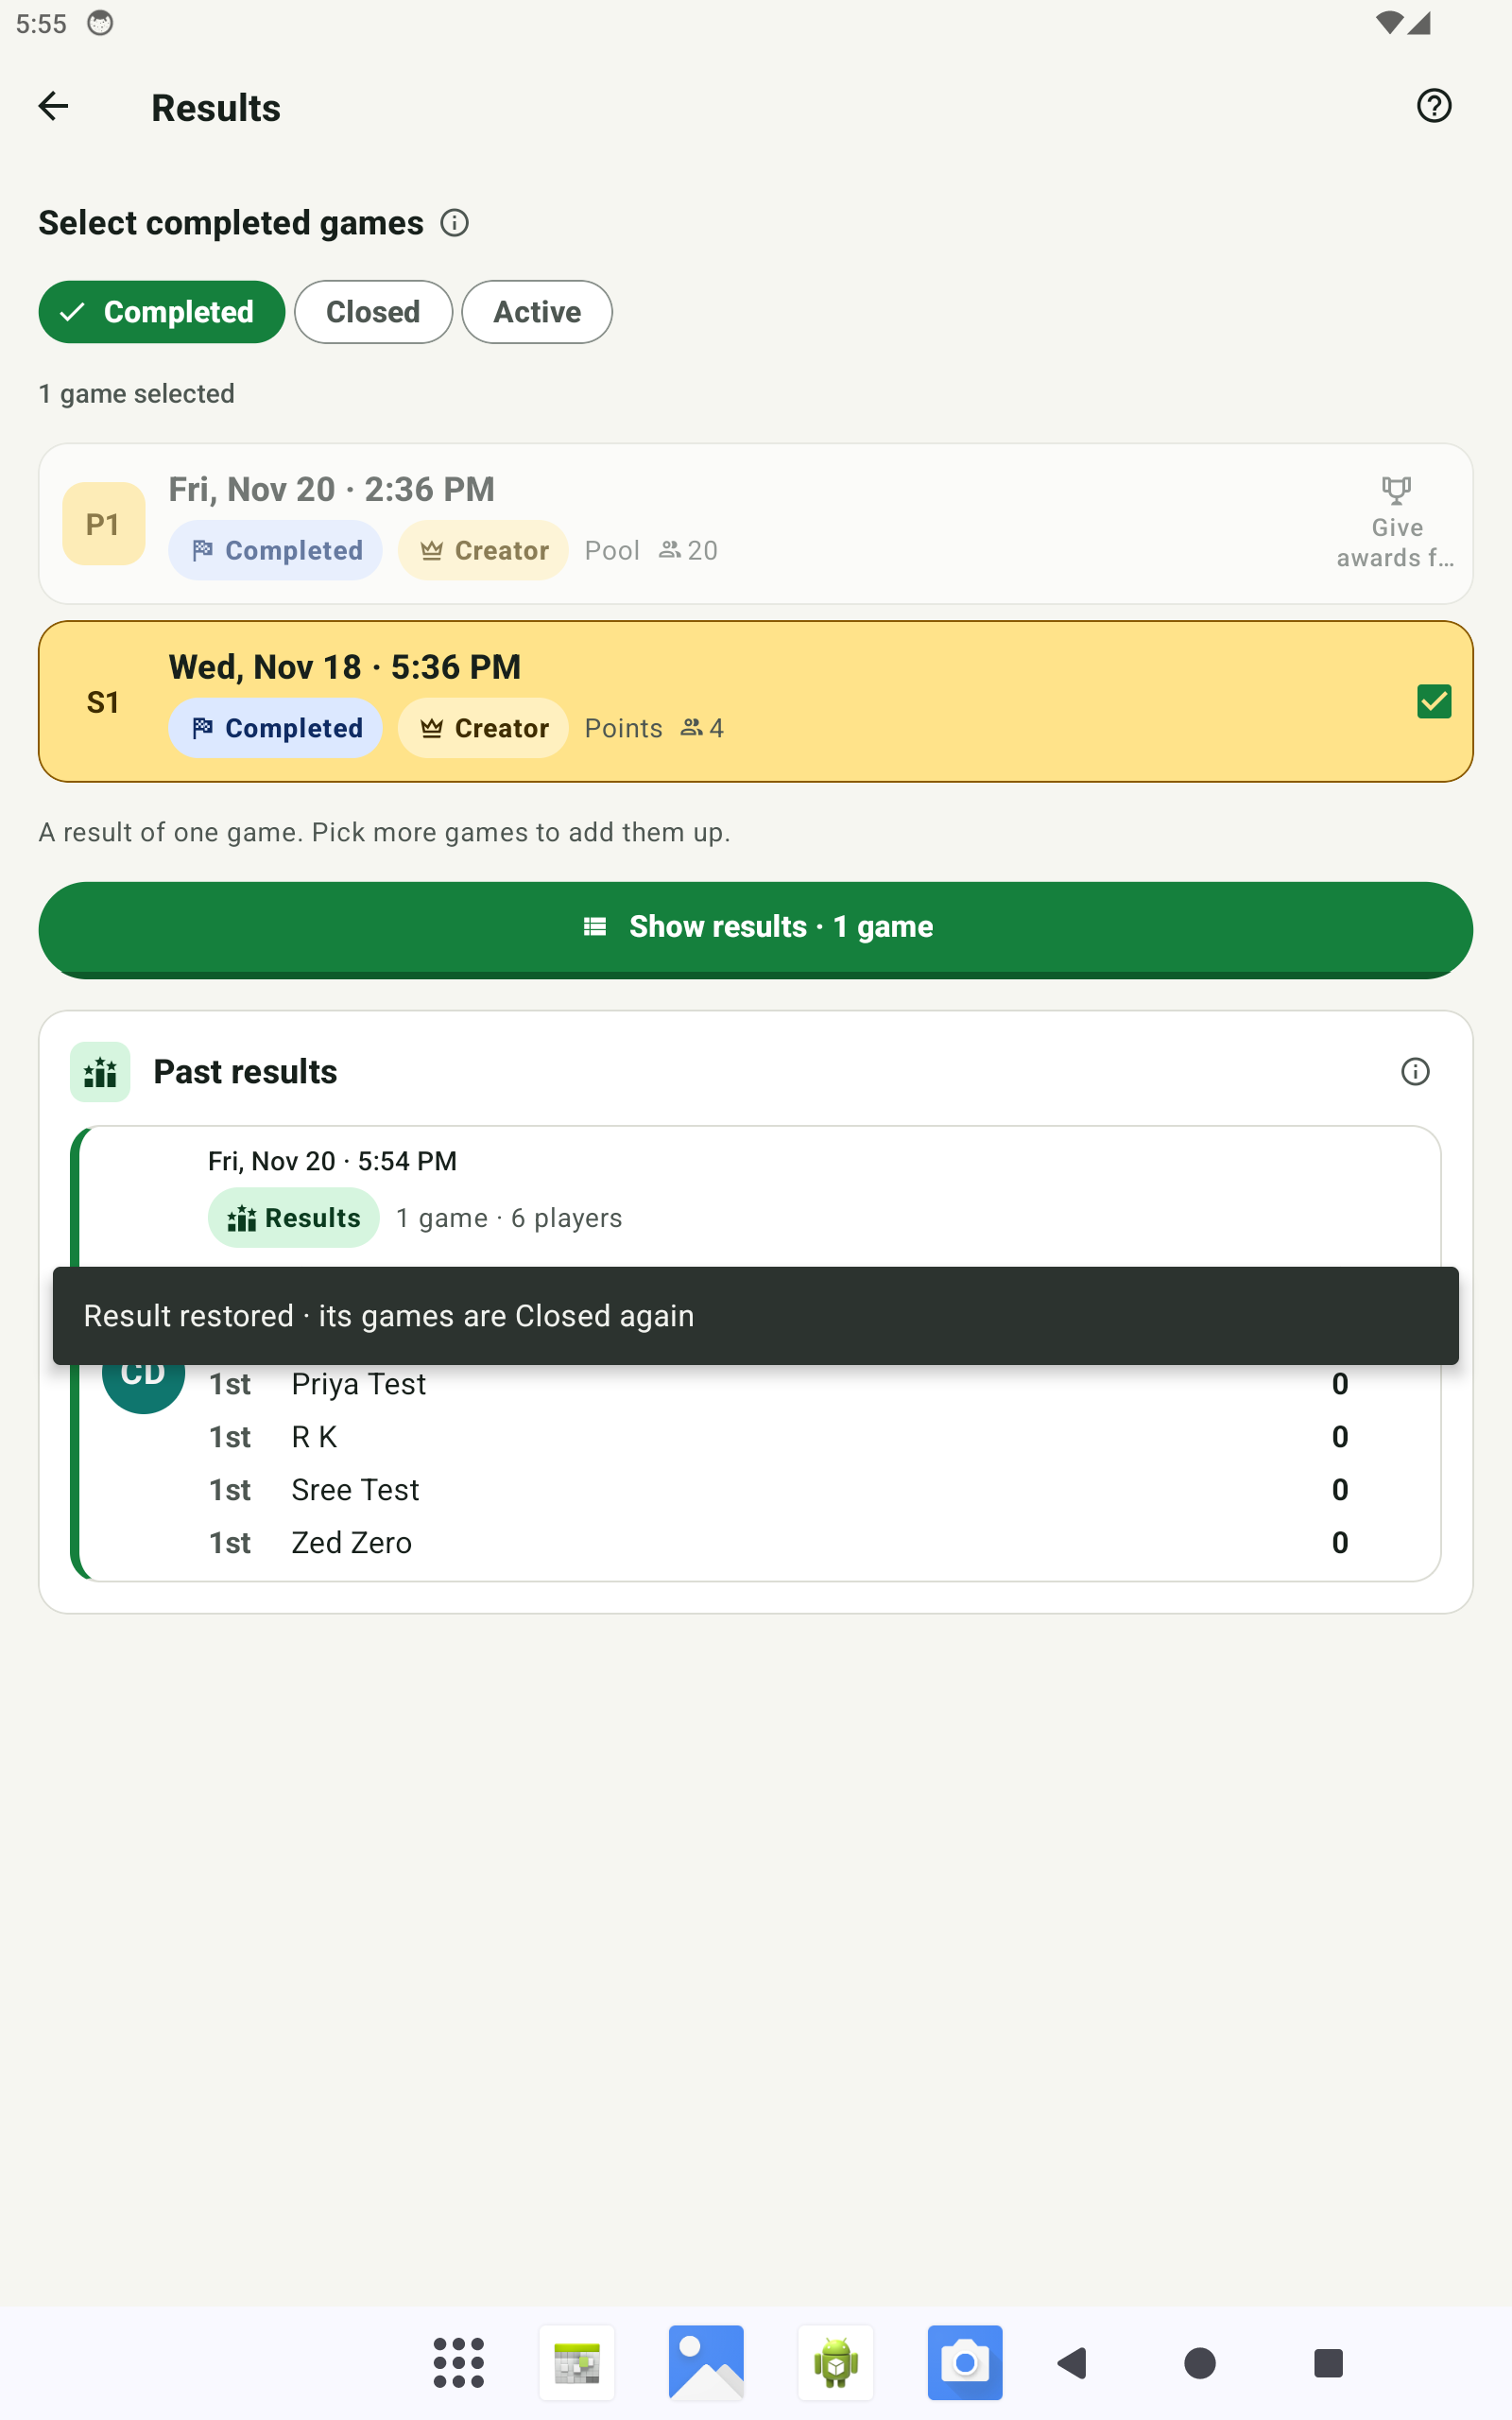 5:55
Results
Select completed games
Completed
Closed
Active
1 game selected
P1
Fri, Nov 20 · 2:36 PM
Completed
Creator
Pool
20
Give
awards f…
S1
Wed, Nov 18 · 5:36 PM
Completed
Creator
Points
4
A result of one game. Pick more games to add them up.
Show results · 1 game
Past results
Fri, Nov 20 · 5:54 PM
Results
1 game · 6 players
Result restored · its games are Closed again
CD
1st Priya Test 0
1st R K 0
1st Sree Test 0
1st Zed Zero 0